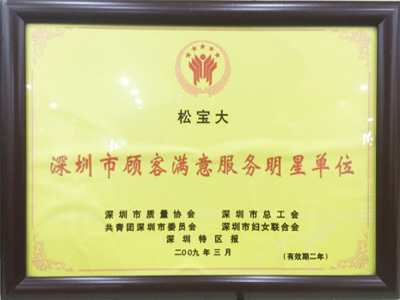 松宝大
深圳市顾客满意服务明星单位
深圳市质量协会 深圳市总工会
共青团深圳市委员会 深圳市妇女联合会
深圳特区报
二〇〇九年三月
(有效期二年)